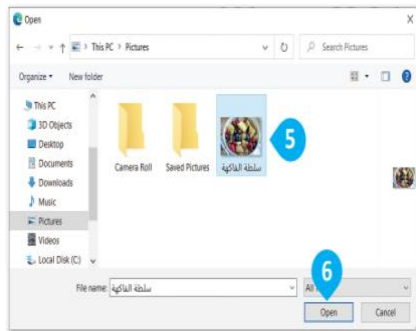 Open
This PC > Pictures
Search Pictures
Organize
New folder
This PC
3D Objects
Desktop
Documents
Downloads
Music
Pictures
Videos
Local Disk (C:)
Camera Roll
Saved Pictures
سلطة الفاكهة
5
6
File name:
سلطة الفاكهة
All
Open
Cancel